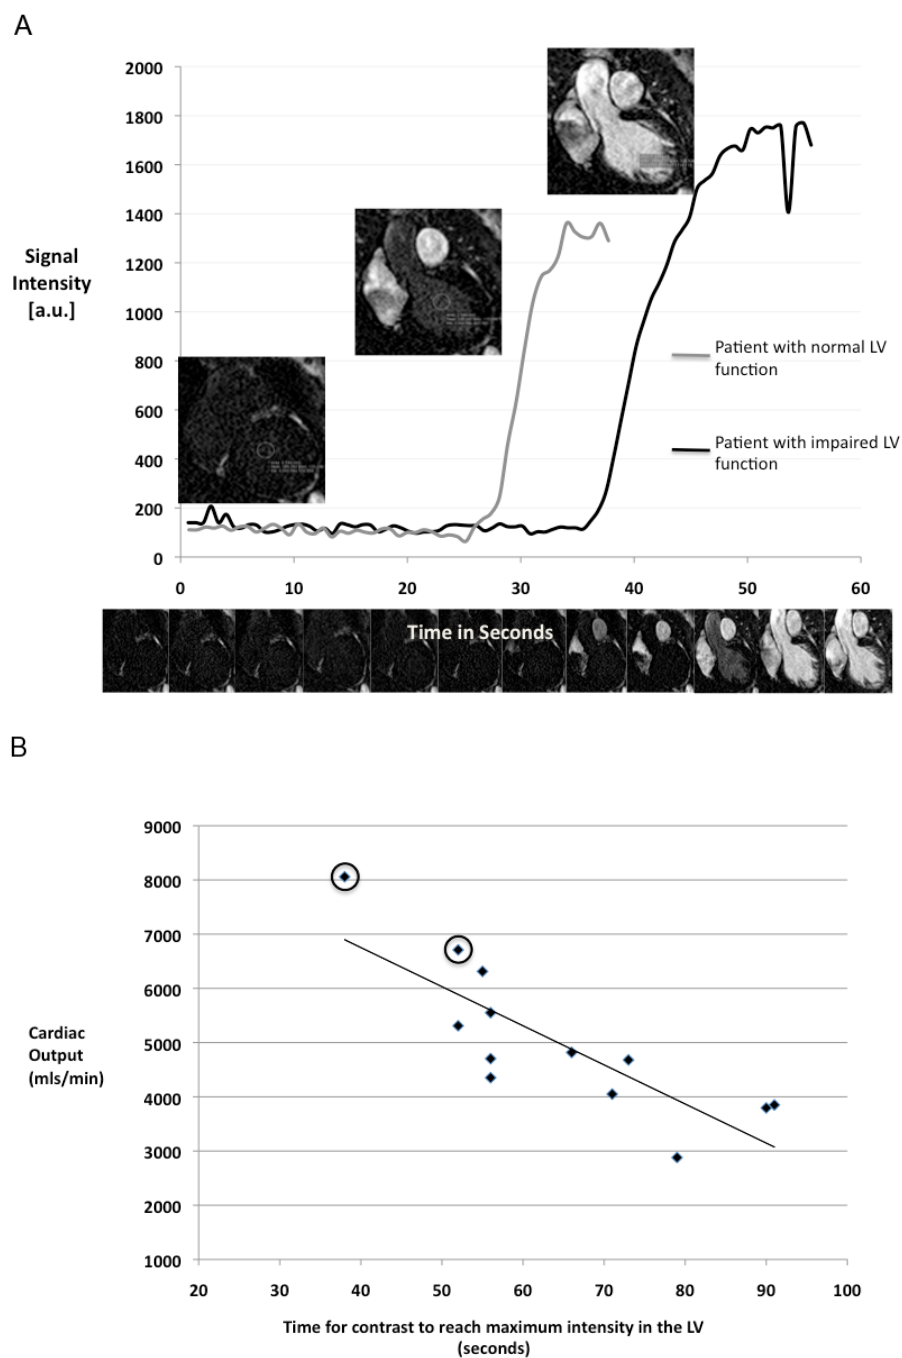 A
2000
1800
1600
1400
1200
1000
800
600
400
200
0
Signal
Intensity
[a.u.]
Patient with normal LV
function
Patient with impaired LV
function
0 10 20 30 40 50 60
Time in Seconds
B
9000
8000
7000
6000
5000
4000
3000
2000
1000
Cardiac
Output
(mls/min)
20 30 40 50 60 70 80 90 100
Time for contrast to reach maximum intensity in the LV
(seconds)